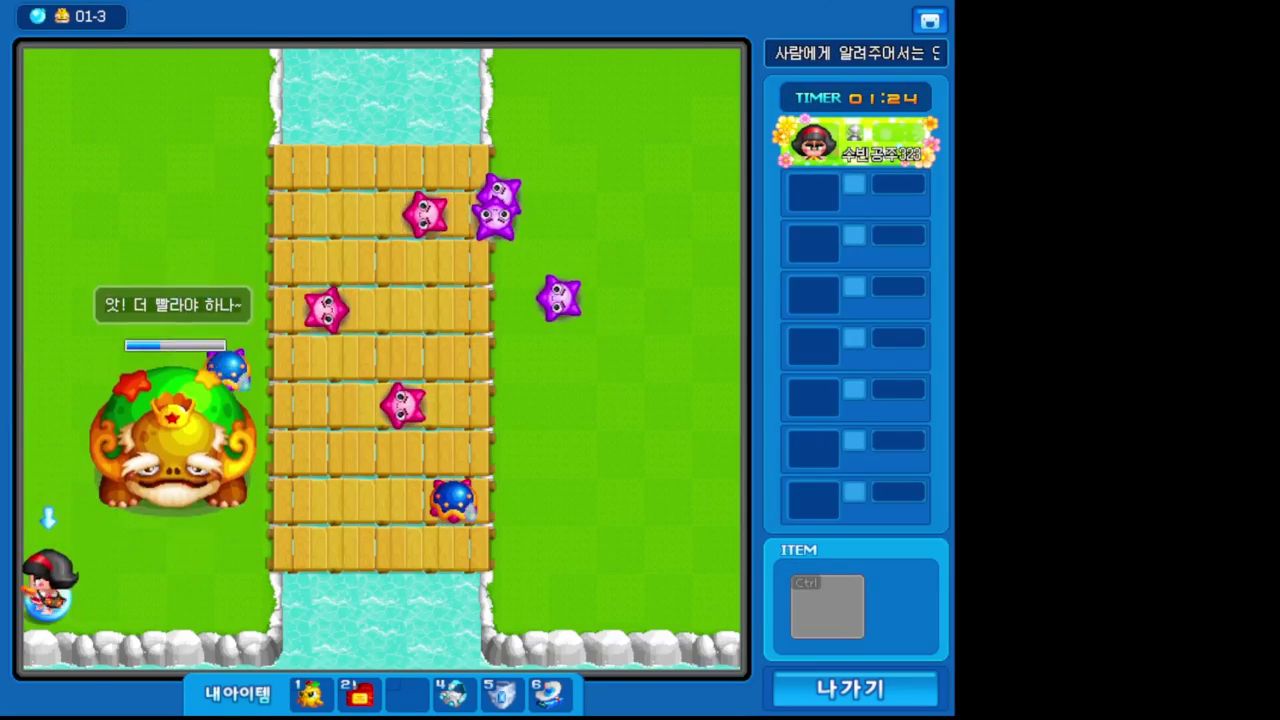 01-3
사람에게 알려주어서는 안
TIMER 01:24
수빈공주323
앗! 더 빨라야 하나~
ITEM
Ctrl
내아이템
1
2
4
5
6
나가기